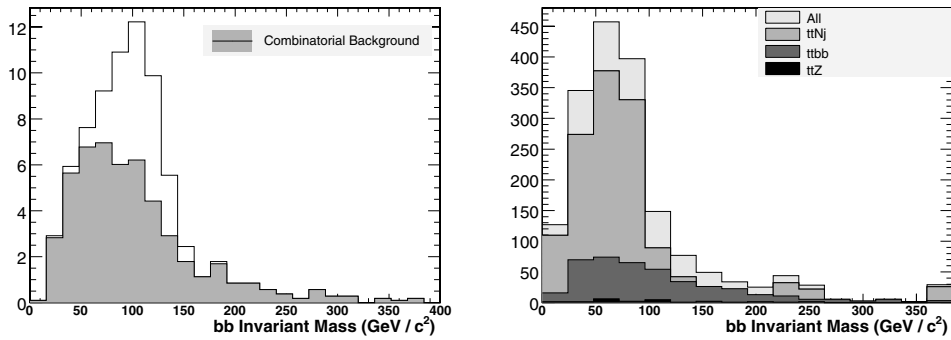 12
10
8
6
4
2
0
0 50 100 150 200 250 300 350 400
bb Invariant Mass (GeV / c²)
Combinatorial Background
450
400
350
300
250
200
150
100
50
0
0 50 100 150 200 250 300 350
bb Invariant Mass (GeV / c²)
All
ttNj
ttbb
ttZ